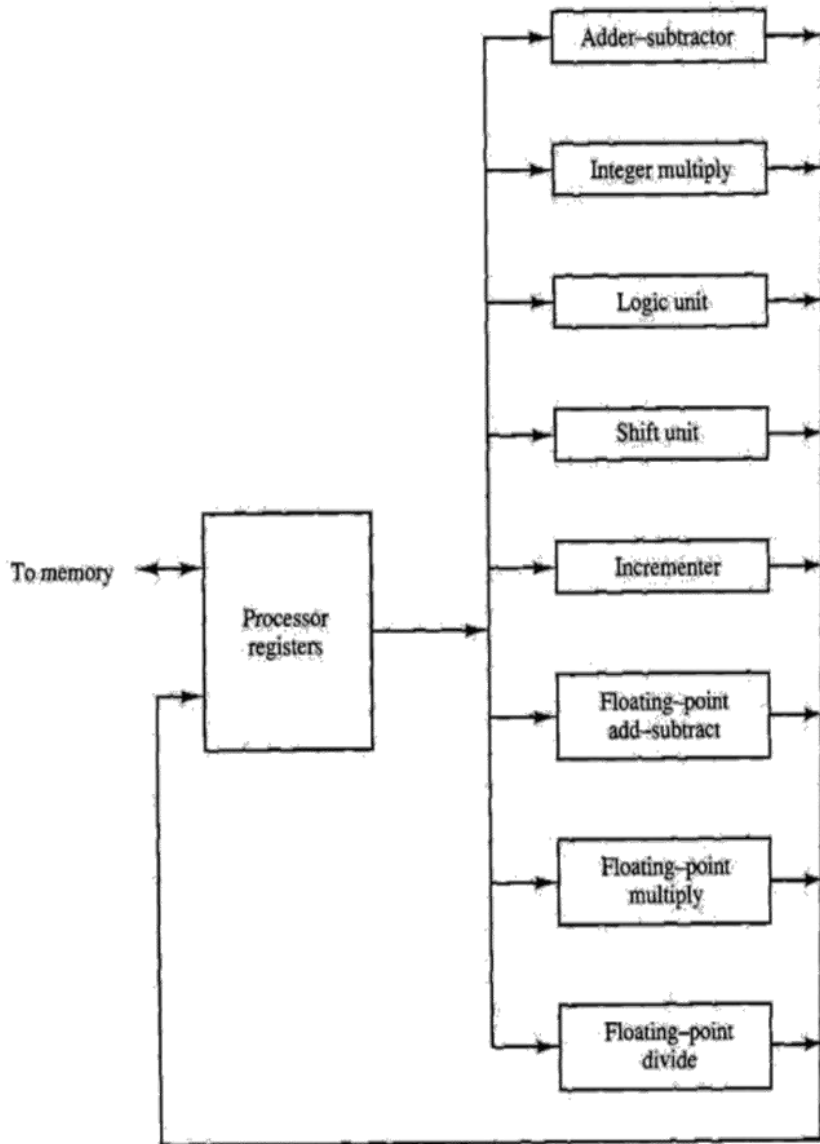 Adder–subtractor
Integer multiply
Logic unit
Shift unit
Incrementer
To memory
Processor
registers
Floating–point
add–subtract
Floating–point
multiply
Floating–point
divide